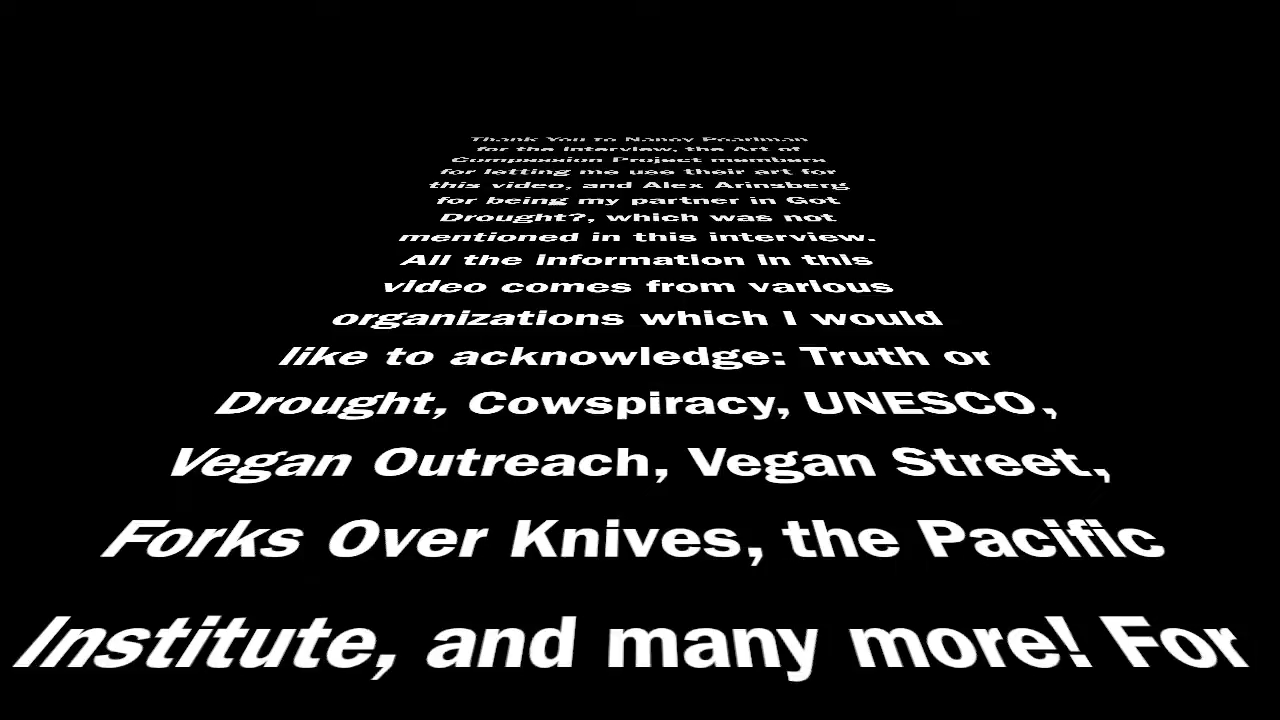 Thank You to Nancy Pearlman
for the interview, the Art of
Compassion Project members
for letting me use their art for
this video, and Alex Arinsberg
for being my partner in Got
Drought?, which was not
mentioned in this interview.
All the information in this
video comes from various
organizations which I would
like to acknowledge: Truth or
Drought, Cowspiracy, UNESCO,
Vegan Outreach, Vegan Street,
Forks Over Knives, the Pacific
Institute, and many more! For